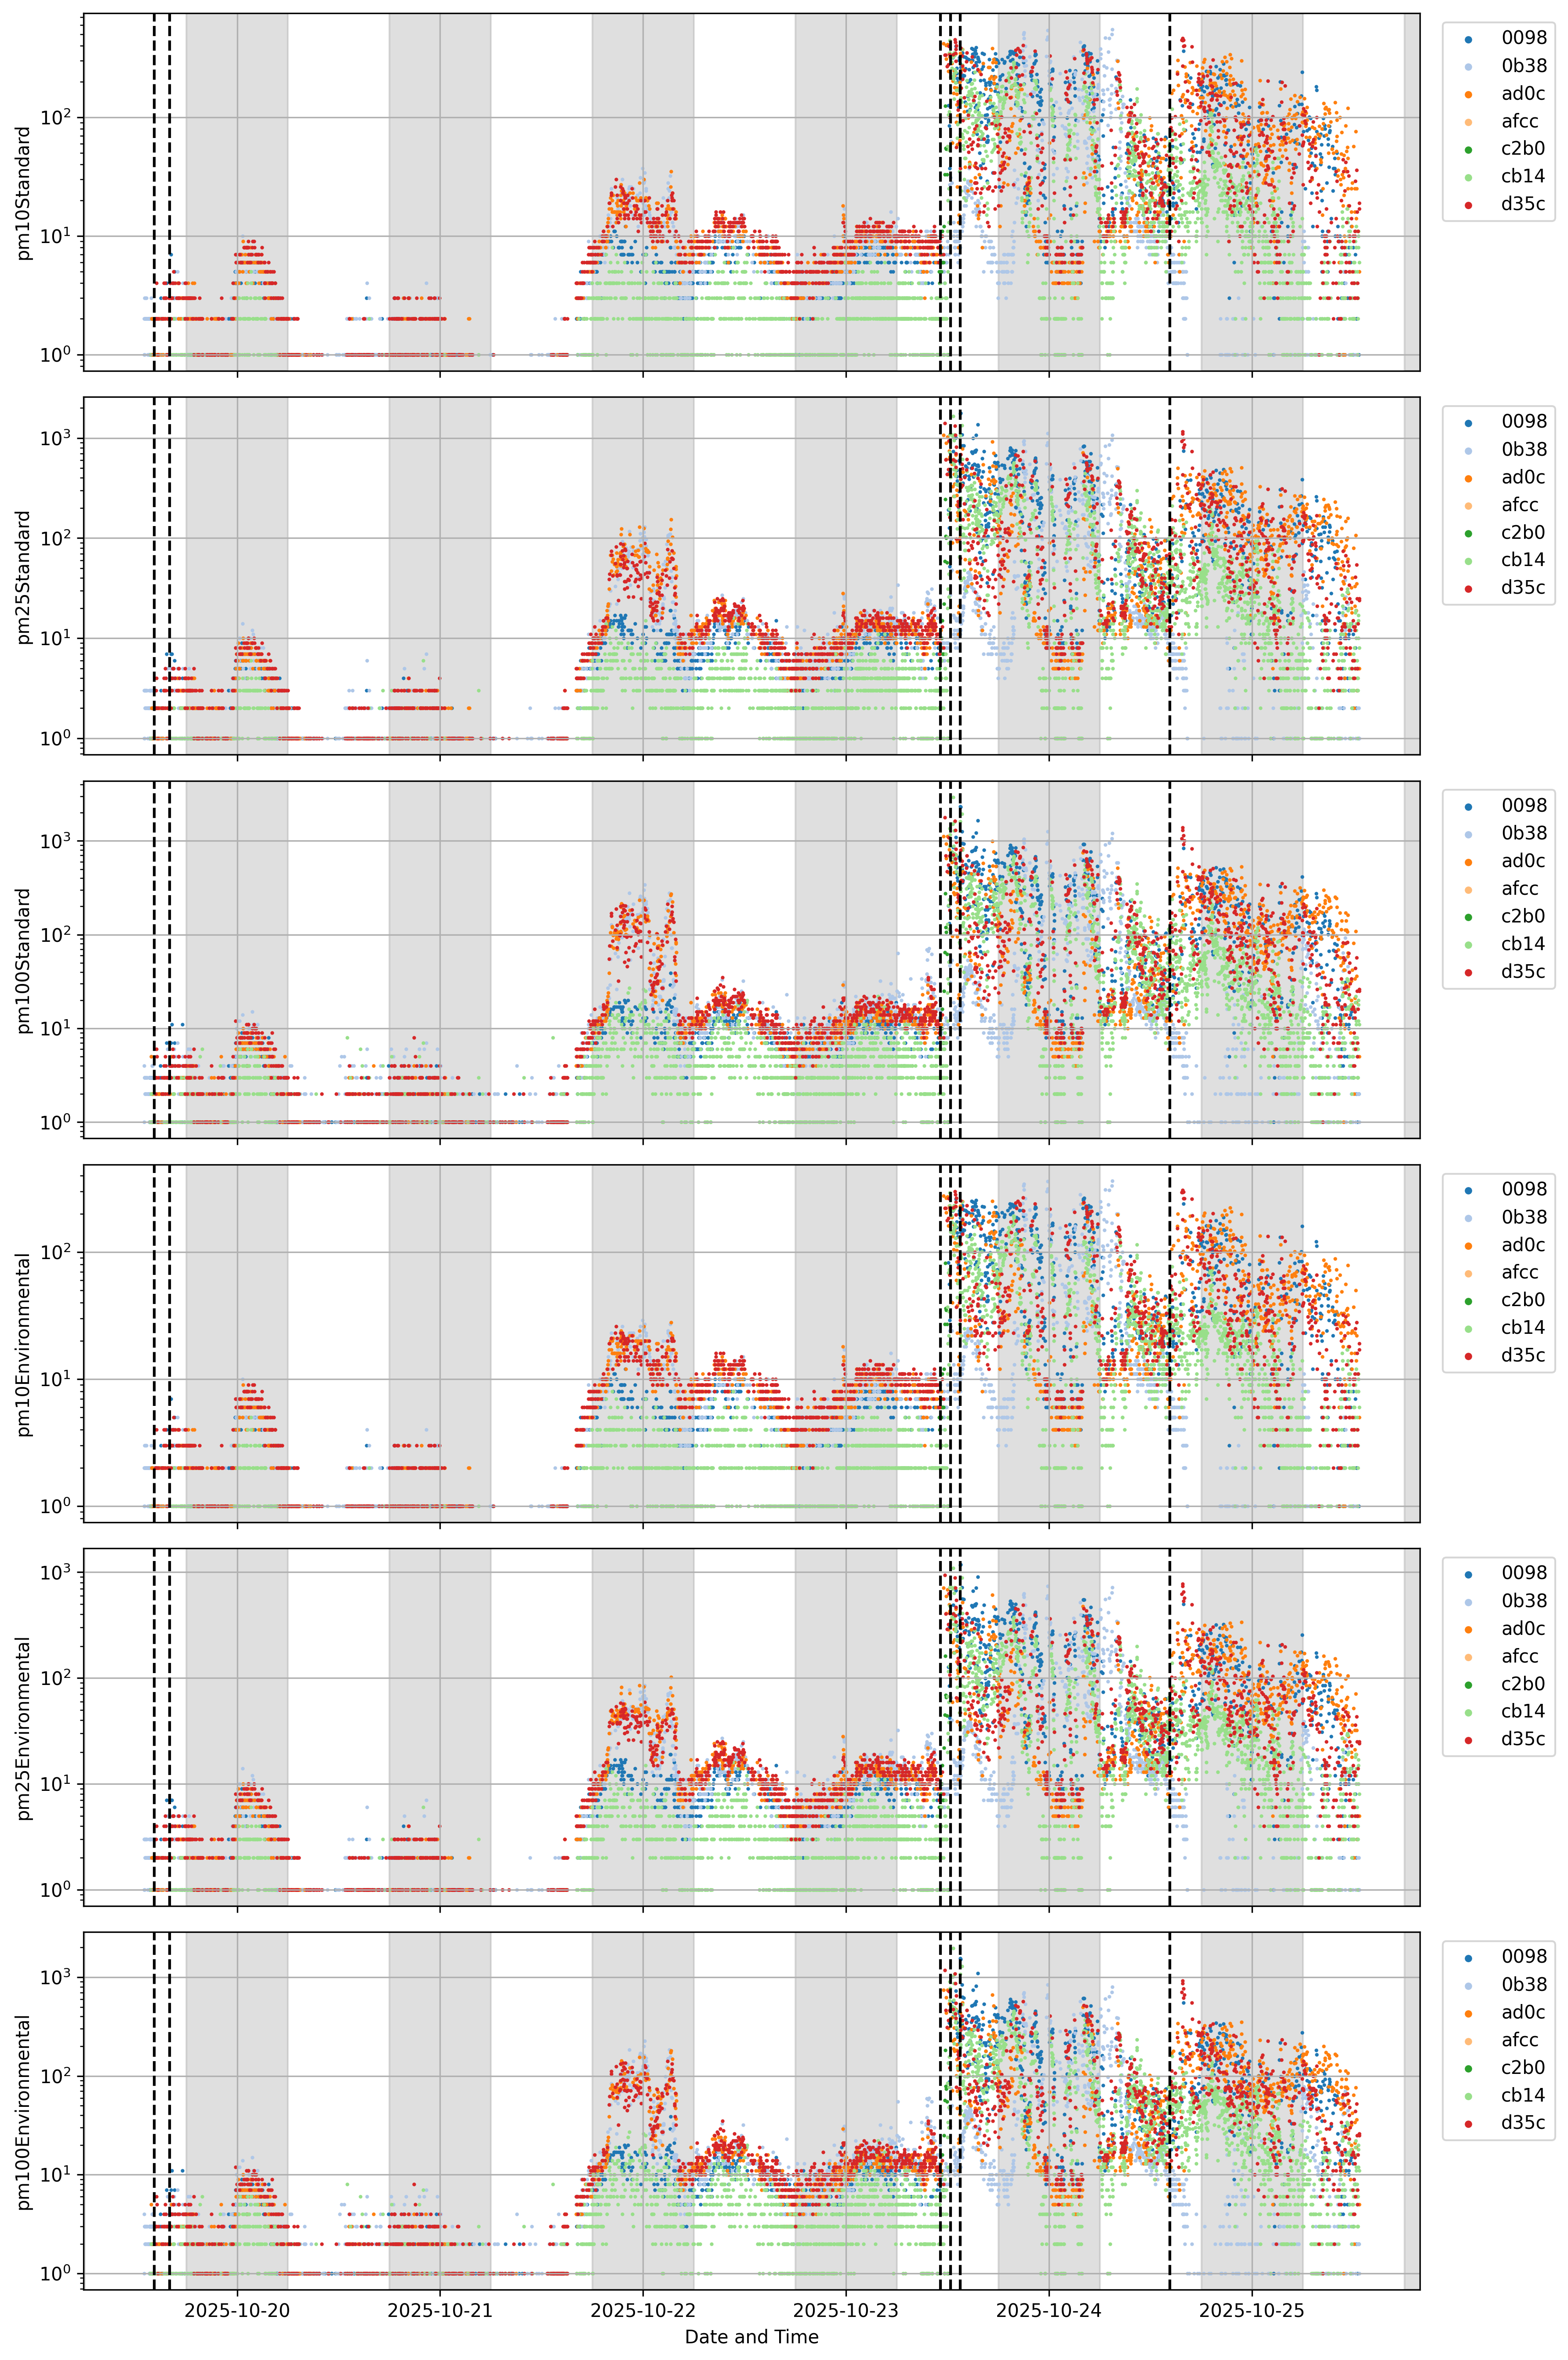 pm10Standard
10²
10¹
10⁰
0098
0b38
ad0c
afcc
c2b0
cb14
d35c
pm25Standard
10³
10²
10¹
10⁰
0098
0b38
ad0c
afcc
c2b0
cb14
d35c
pm100Standard
10³
10²
10¹
10⁰
0098
0b38
ad0c
afcc
c2b0
cb14
d35c
pm10Environmental
10²
10¹
10⁰
0098
0b38
ad0c
afcc
c2b0
cb14
d35c
pm25Environmental
10³
10²
10¹
10⁰
0098
0b38
ad0c
afcc
c2b0
cb14
d35c
pm100Environmental
10³
10²
10¹
10⁰
0098
0b38
ad0c
afcc
c2b0
cb14
d35c
2025-10-20 2025-10-21 2025-10-22 2025-10-23 2025-10-24 2025-10-25
Date and Time